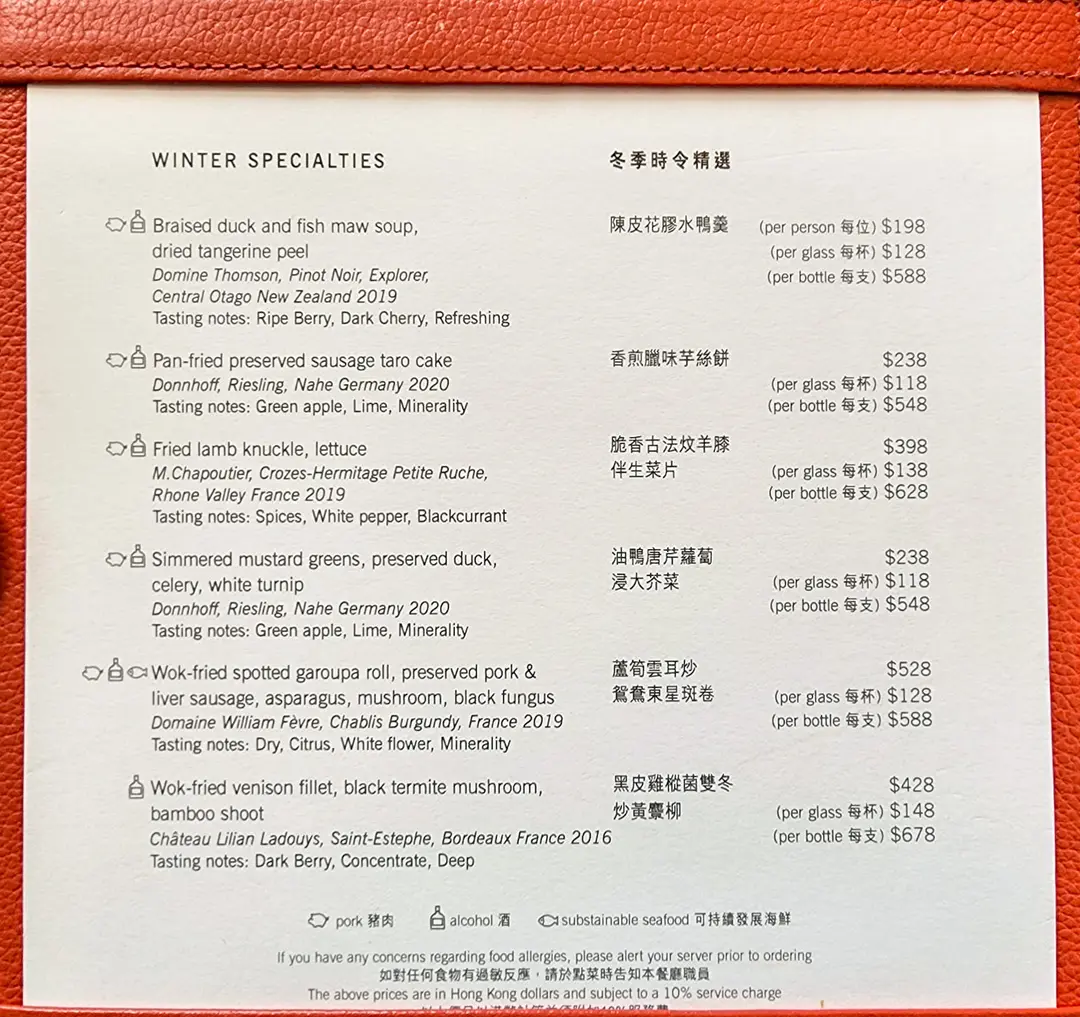 WINTER SPECIALTIES 冬季時令精選
Braised duck and fish maw soup, 陳皮花膠水鴨羹 (per person 每位) $198
dried tangerine peel (per glass 每杯) $128
Domine Thomson, Pinot Noir, Explorer, (per bottle 每支) $588
Central Otago New Zealand 2019
Tasting notes: Ripe Berry, Dark Cherry, Refreshing
Pan-fried preserved sausage taro cake 香煎臘味芋絲餅 $238
Donnhoff, Riesling, Nahe Germany 2020 (per glass 每杯) $118
Tasting notes: Green apple, Lime, Minerality (per bottle 每支) $548
Fried lamb knuckle, lettuce 脆香古法炆羊膝 $398
M.Chapoutier, Crozes-Hermitage Petite Ruche, 伴生菜片 (per glass 每杯) $138
Rhone Valley France 2019 (per bottle 每支) $628
Tasting notes: Spices, White pepper, Blackcurrant
Simmered mustard greens, preserved duck, 油鴨唐芹蘿蔔 $238
celery, white turnip 浸大芥菜 (per glass 每杯) $118
Donnhoff, Riesling, Nahe Germany 2020 (per bottle 每支) $548
Tasting notes: Green apple, Lime, Minerality
Wok-fried spotted garoupa roll, preserved pork & 蘆筍雲耳炒 $528
liver sausage, asparagus, mushroom, black fungus 鴛鴦東星斑卷 (per glass 每杯) $128
Domaine William Fèvre, Chablis Burgundy, France 2019 (per bottle 每支) $588
Tasting notes: Dry, Citrus, White flower, Minerality
Wok-fried venison fillet, black termite mushroom, 黑皮雞樅菌雙冬 $428
bamboo shoot 炒黃麖柳 (per glass 每杯) $148
Château Lilian Ladouys, Saint-Estephe, Bordeaux France 2016 (per bottle 每支) $678
Tasting notes: Dark Berry, Concentrate, Deep
pork 豬肉 alcohol 酒 substainable seafood 可持續發展海鮮
If you have any concerns regarding food allergies, please alert your server prior to ordering
如對任何食物有過敏反應，請於點菜時告知本餐廳職員
The above prices are in Hong Kong dollars and subject to a 10% service charge